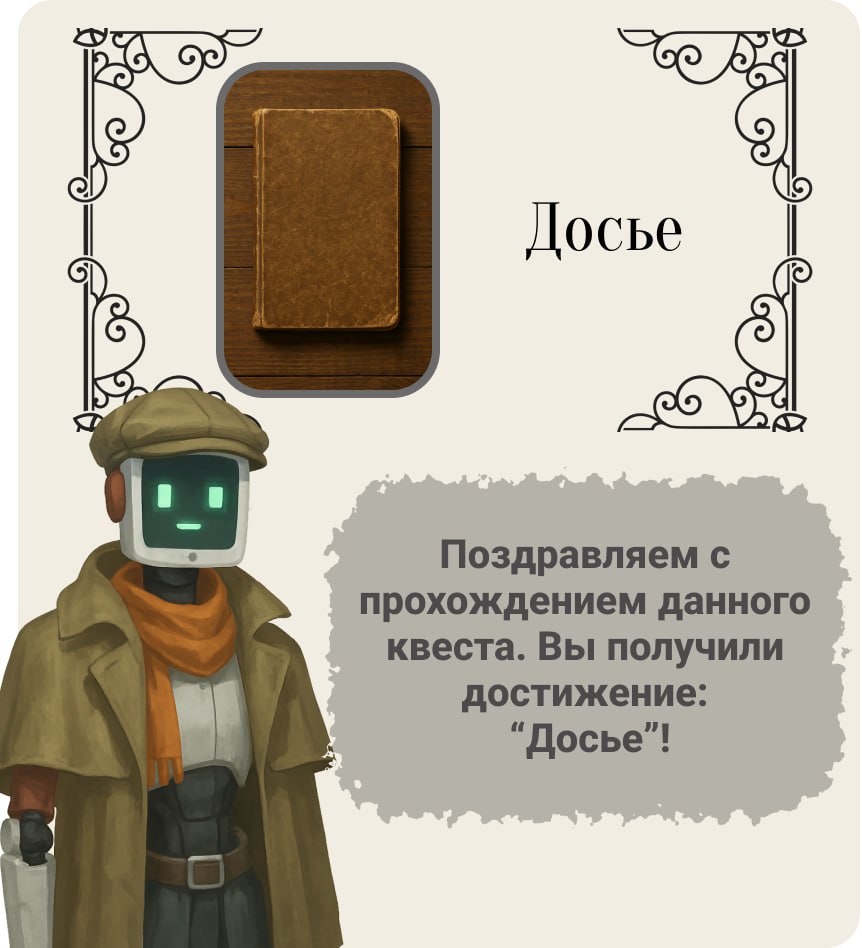 Досье
Поздравляем с
прохождением данного
квеста. Вы получили
достижение:
“Досье”!